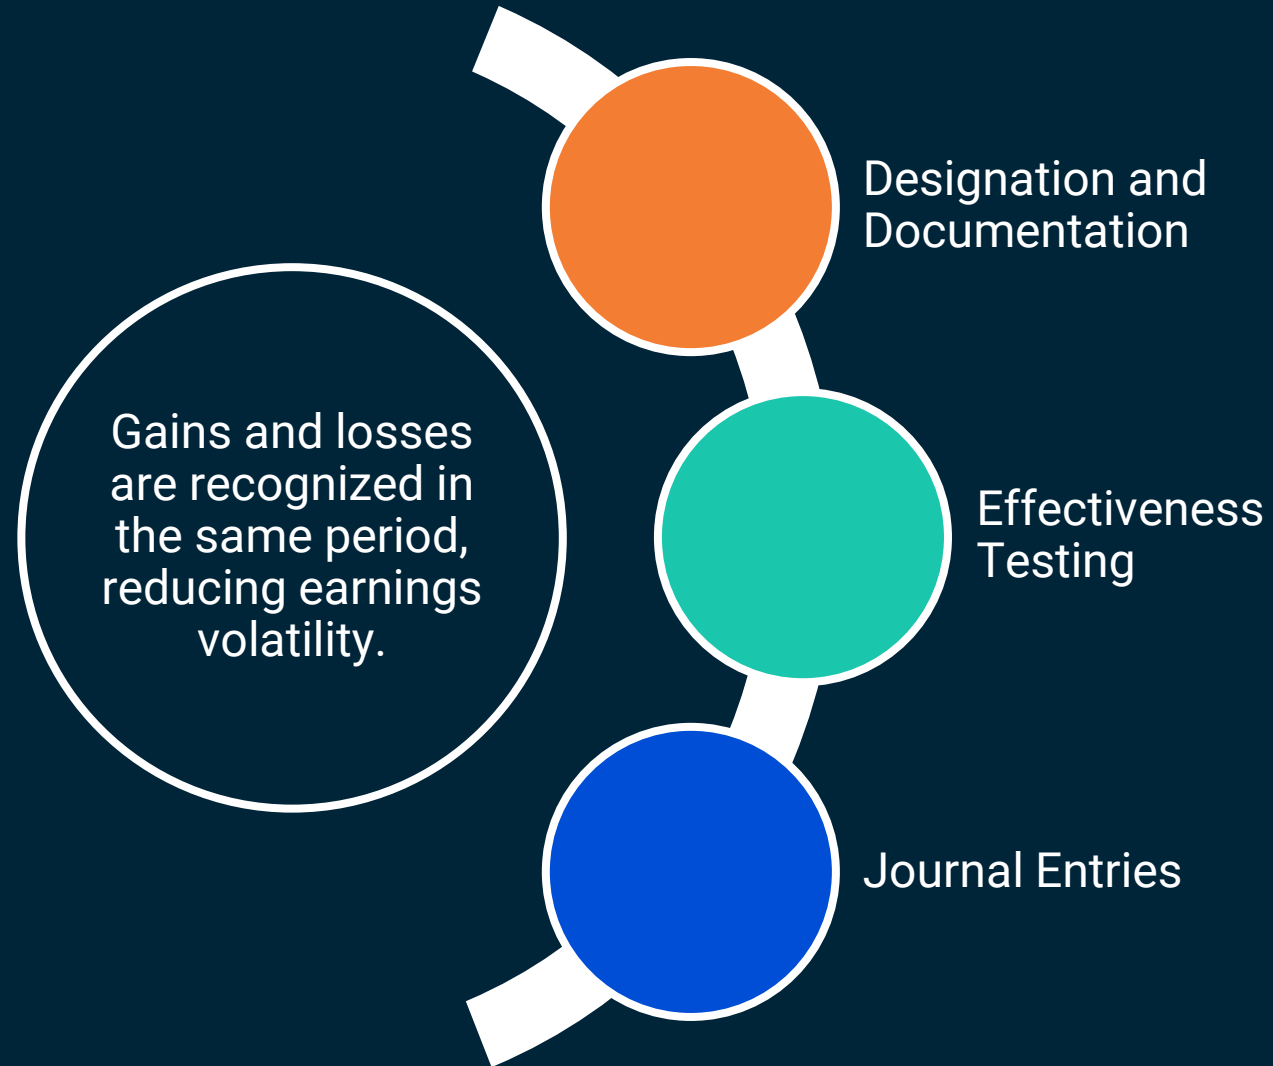 Designation and
Documentation
Gains and losses
are recognized in
the same period,
reducing earnings
volatility.
Effectiveness
Testing
Journal Entries